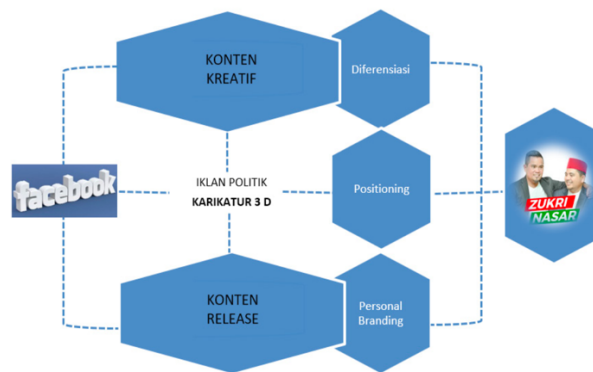 KONTEN
KREATIF
Diferensiasi
facebook
IKLAN POLITIK
KARIKATUR 3 D
Positioning
ZUKRI
NASAR
KONTEN
RELEASE
Personal
Branding